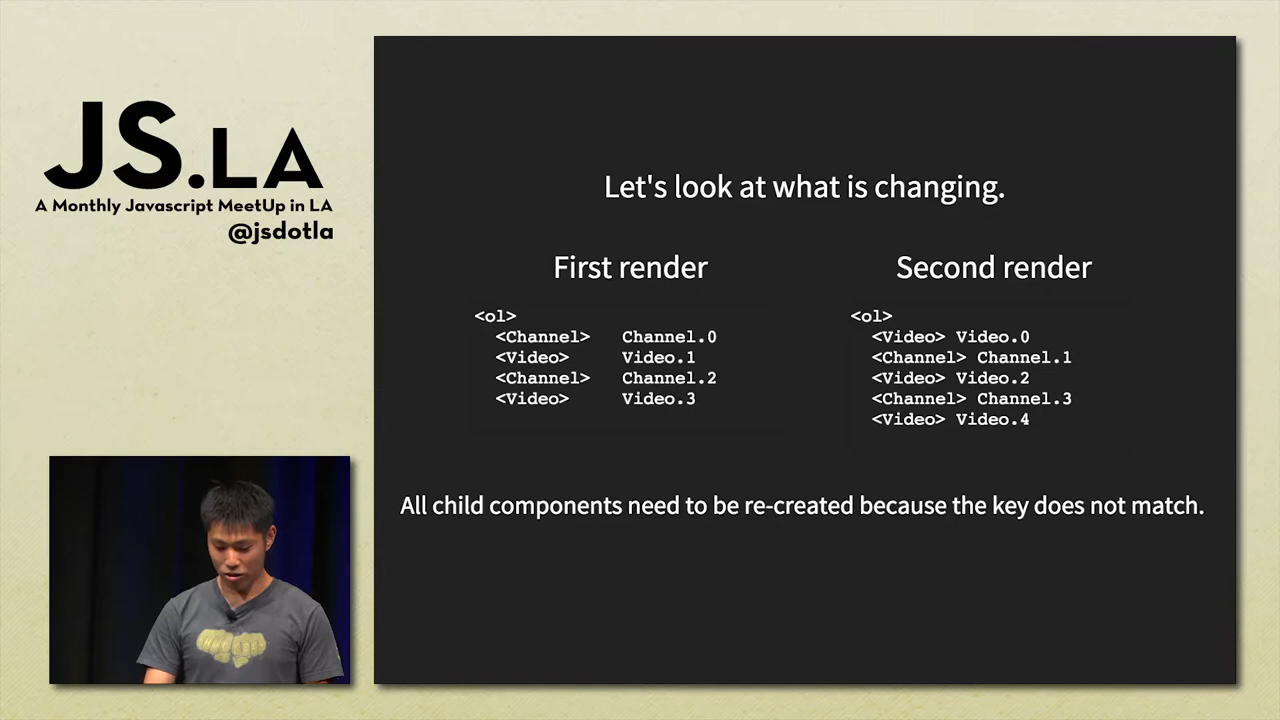 JS.LA
A Monthly Javascript MeetUp in LA
@jsdotla
Let's look at what is changing.
First render
<ol>
<Channel> Channel.0
<Video> Video.1
<Channel> Channel.2
<Video> Video.3
Second render
<ol>
<Video> Video.0
<Channel> Channel.1
<Video> Video.2
<Channel> Channel.3
<Video> Video.4
All child components need to be re-created because the key does not match.